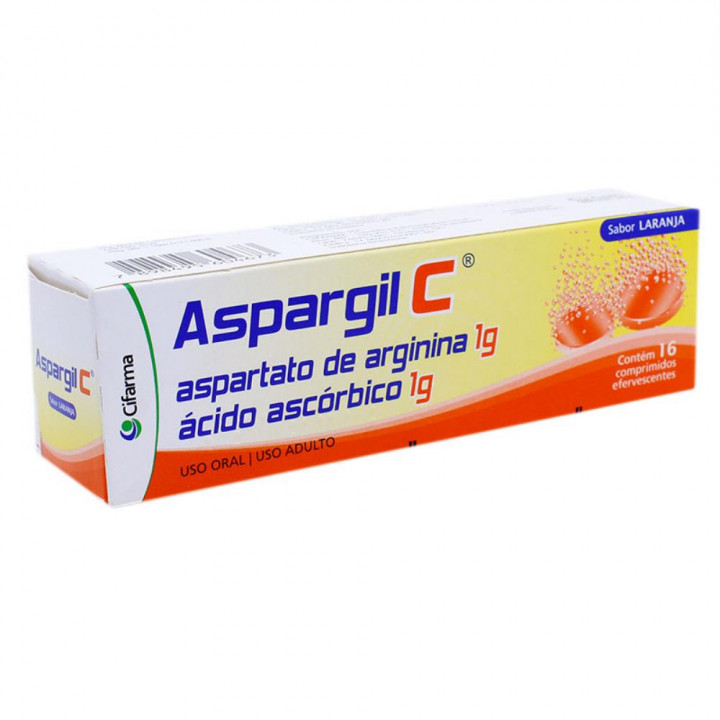 Sabor LARANJA
Aspargil C®
aspartato de arginina 1g
ácido ascórbico 1g
USO ORAL | USO ADULTO
Contém 16
comprimidos
efervescentes
Cifarma
Aspargil C®
Sabor LARANJA